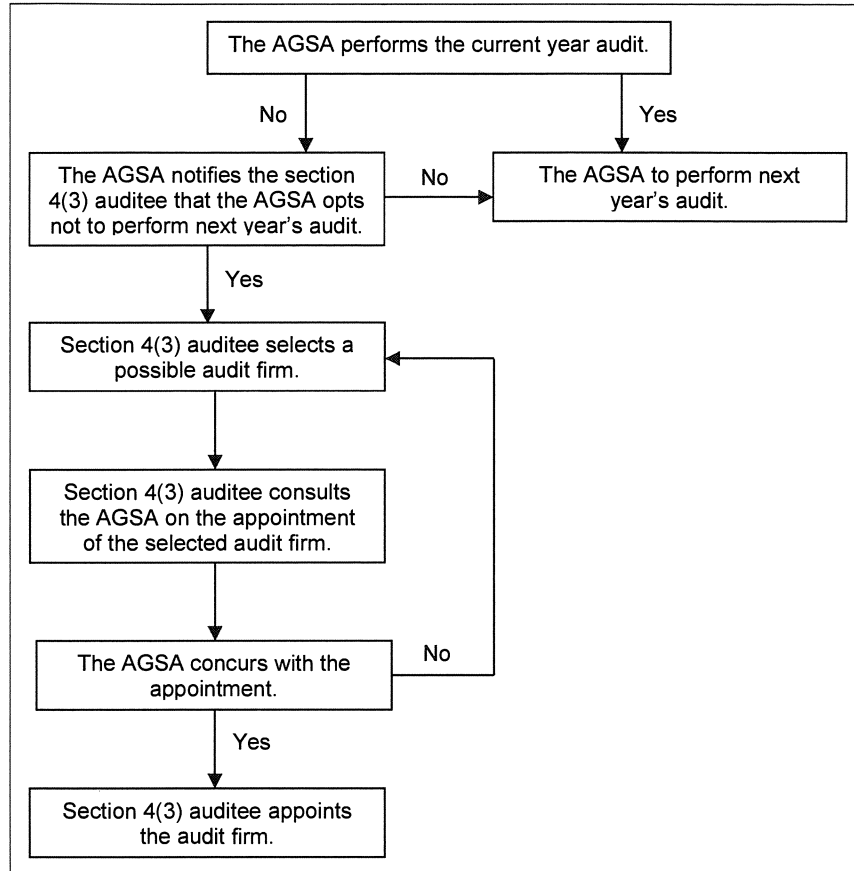 The AGSA performs the current year audit.
No
Yes
The AGSA notifies the section
4(3) auditee that the AGSA opts
not to perform next year's audit.
No
The AGSA to perform next
year's audit.
Yes
Section 4(3) auditee selects a
possible audit firm.
Section 4(3) auditee consults
the AGSA on the appointment
of the selected audit firm.
The AGSA concurs with the
appointment.
No
Yes
Section 4(3) auditee appoints
the audit firm.